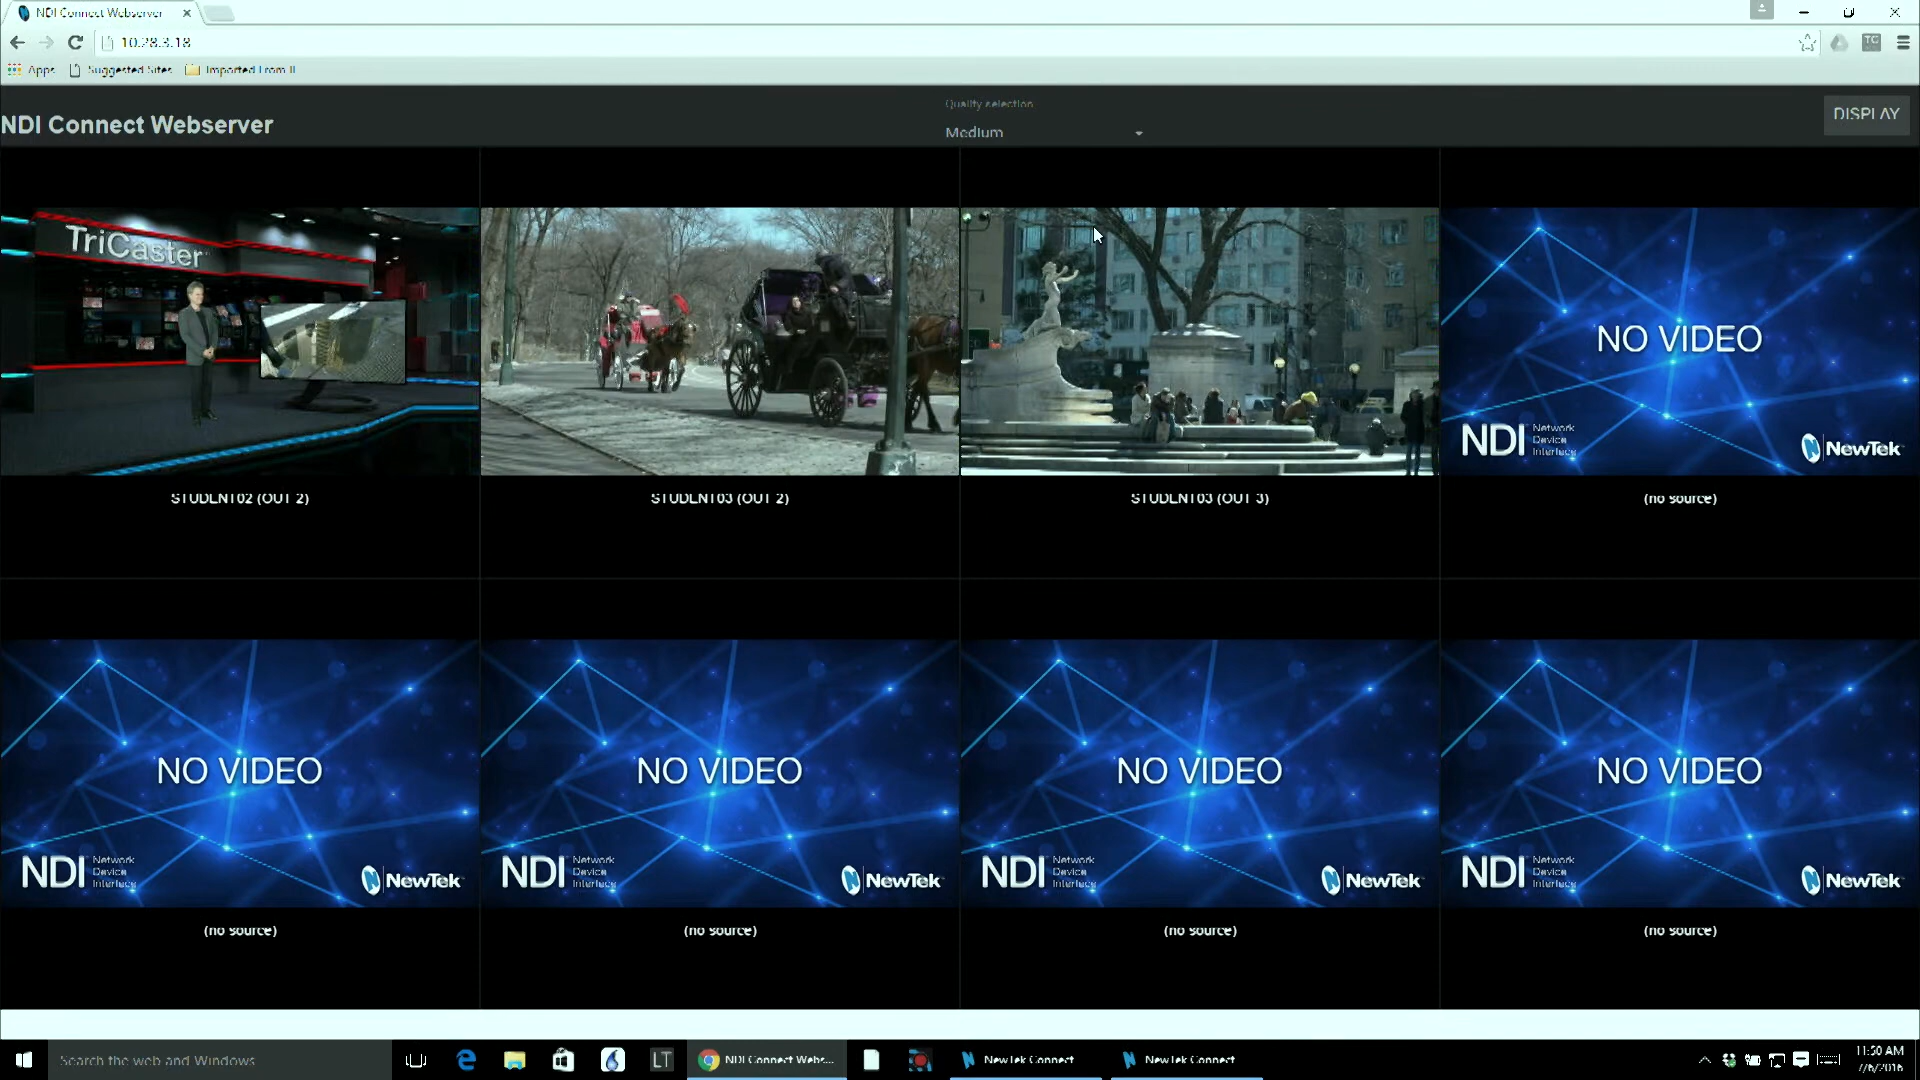 NDI Connect Webserver
10.28.3.18
Apps
Suggested Sites
Imported From IE
TC
NDI Connect Webserver
Quality selection
Medium
DISPLAY
TriCaster
NO VIDEO
NDI Network Device Interface
NewTek
STUDENT02 (OUT 2)
STUDENT03 (OUT 2)
STUDENT03 (OUT 3)
(no source)
NO VIDEO
NO VIDEO
NO VIDEO
NO VIDEO
NDI Network Device Interface
NewTek
NDI Network Device Interface
NewTek
NDI Network Device Interface
NewTek
NDI Network Device Interface
NewTek
(no source)
(no source)
(no source)
(no source)
Search the web and Windows
LT
NDI Connect Webs...
NewTek Connect
NewTek Connect
11:50 AM
7/6/2016